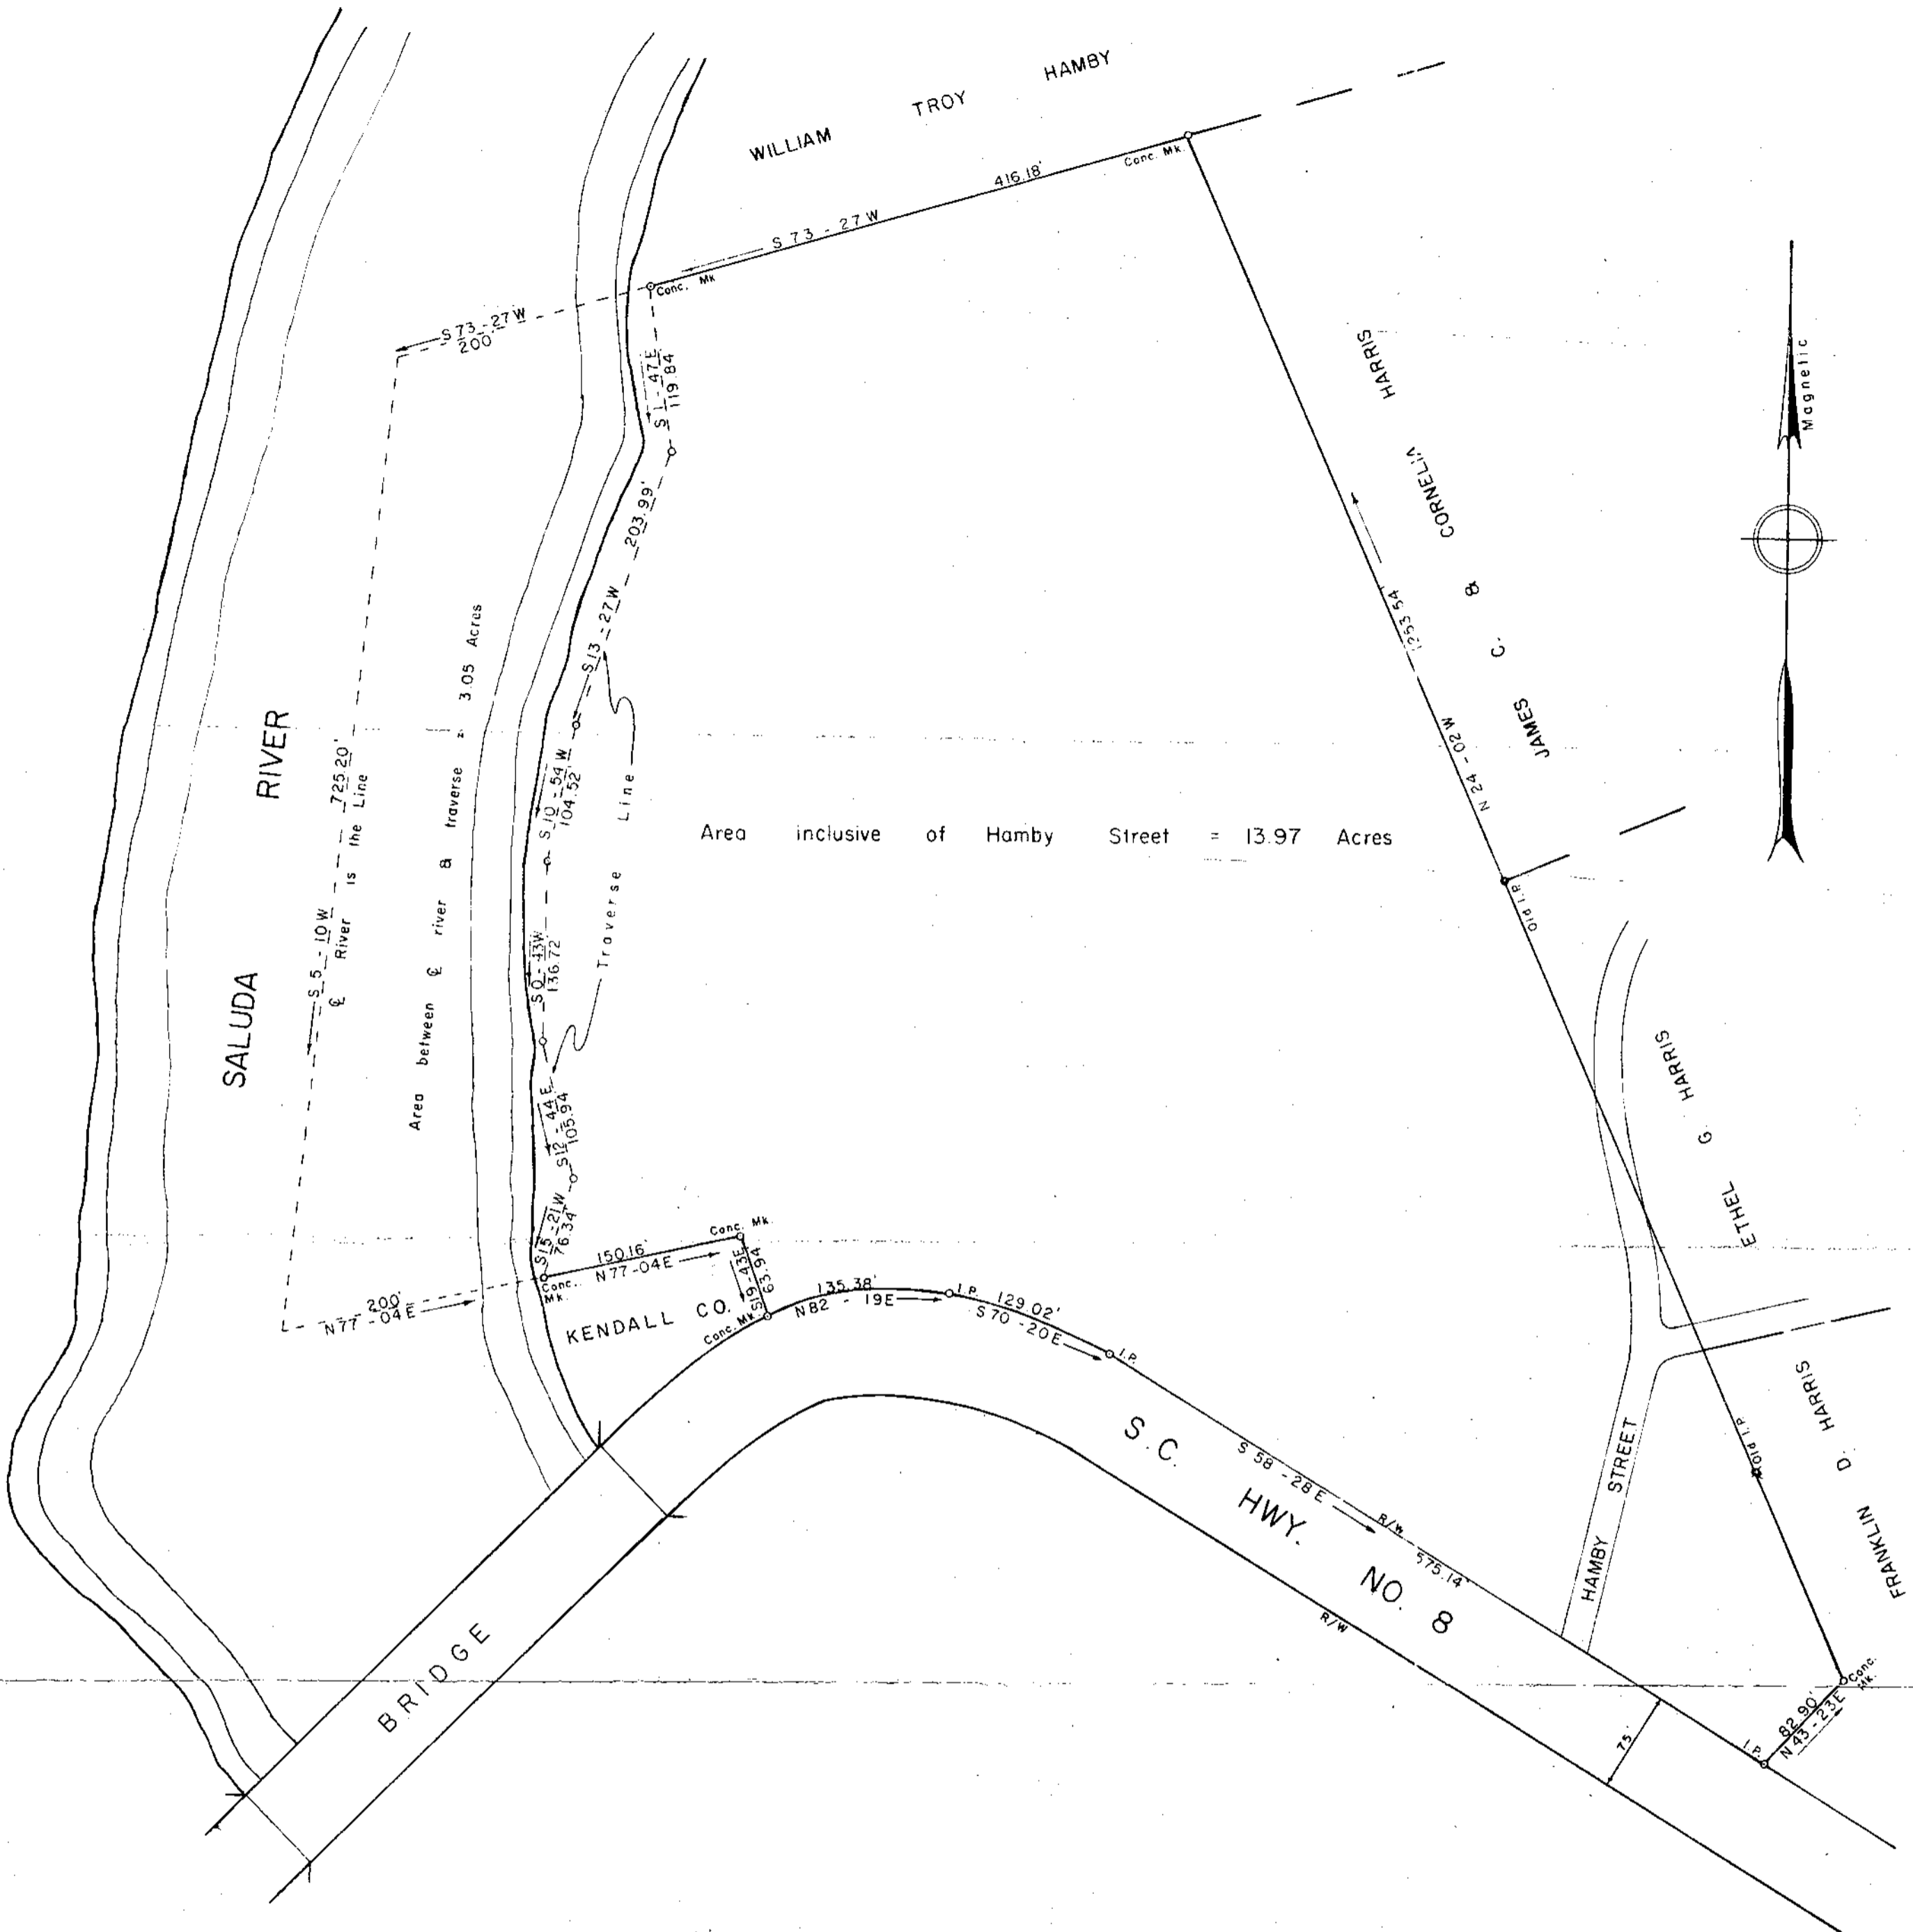 WILLIAM TROY HAMBY
416.18'
Conc. Mk.
S 73 - 27 W
Conc. Mk
S 73 - 27 W
200'
S 1 - 47 E
119.84
203.99'
S 13 - 27 W
S 10 - 54 W
104.52'
Traverse Line
S 0 - 43 W
136.72'
S 12 - 44 E
105.94
S 15 - 21 W
76.34'
SALUDA RIVER
S 5 - 10 W 725.20'
℄ River is the Line
Area between ℄ river & traverse = 3.05 Acres
Area inclusive of Hamby Street = 13.97 Acres
JAMES C. & CORNELIA HARRIS
N 24 - 02 W 1253.54'
Magnetic
Old I.P.
ETHEL G. HARRIS
Conc. Mk.
150.16'
N 77 - 04 E
Conc. Mk.
200'
N 77 - 04 E
S 19 - 43 E
63.94
KENDALL CO.
Conc. Mk.
135.38'
N 82 - 19 E
I.P.
129.02'
S 70 - 20 E
I.P.
S. C. HWY. NO. 8
S 58 - 28 E
R/W
575.14'
R/W
HAMBY STREET
Old I.P.
FRANKLIN D. HARRIS
BRIDGE
75'
I.P.
82.90'
N 43 - 23 E
Conc. Mk.